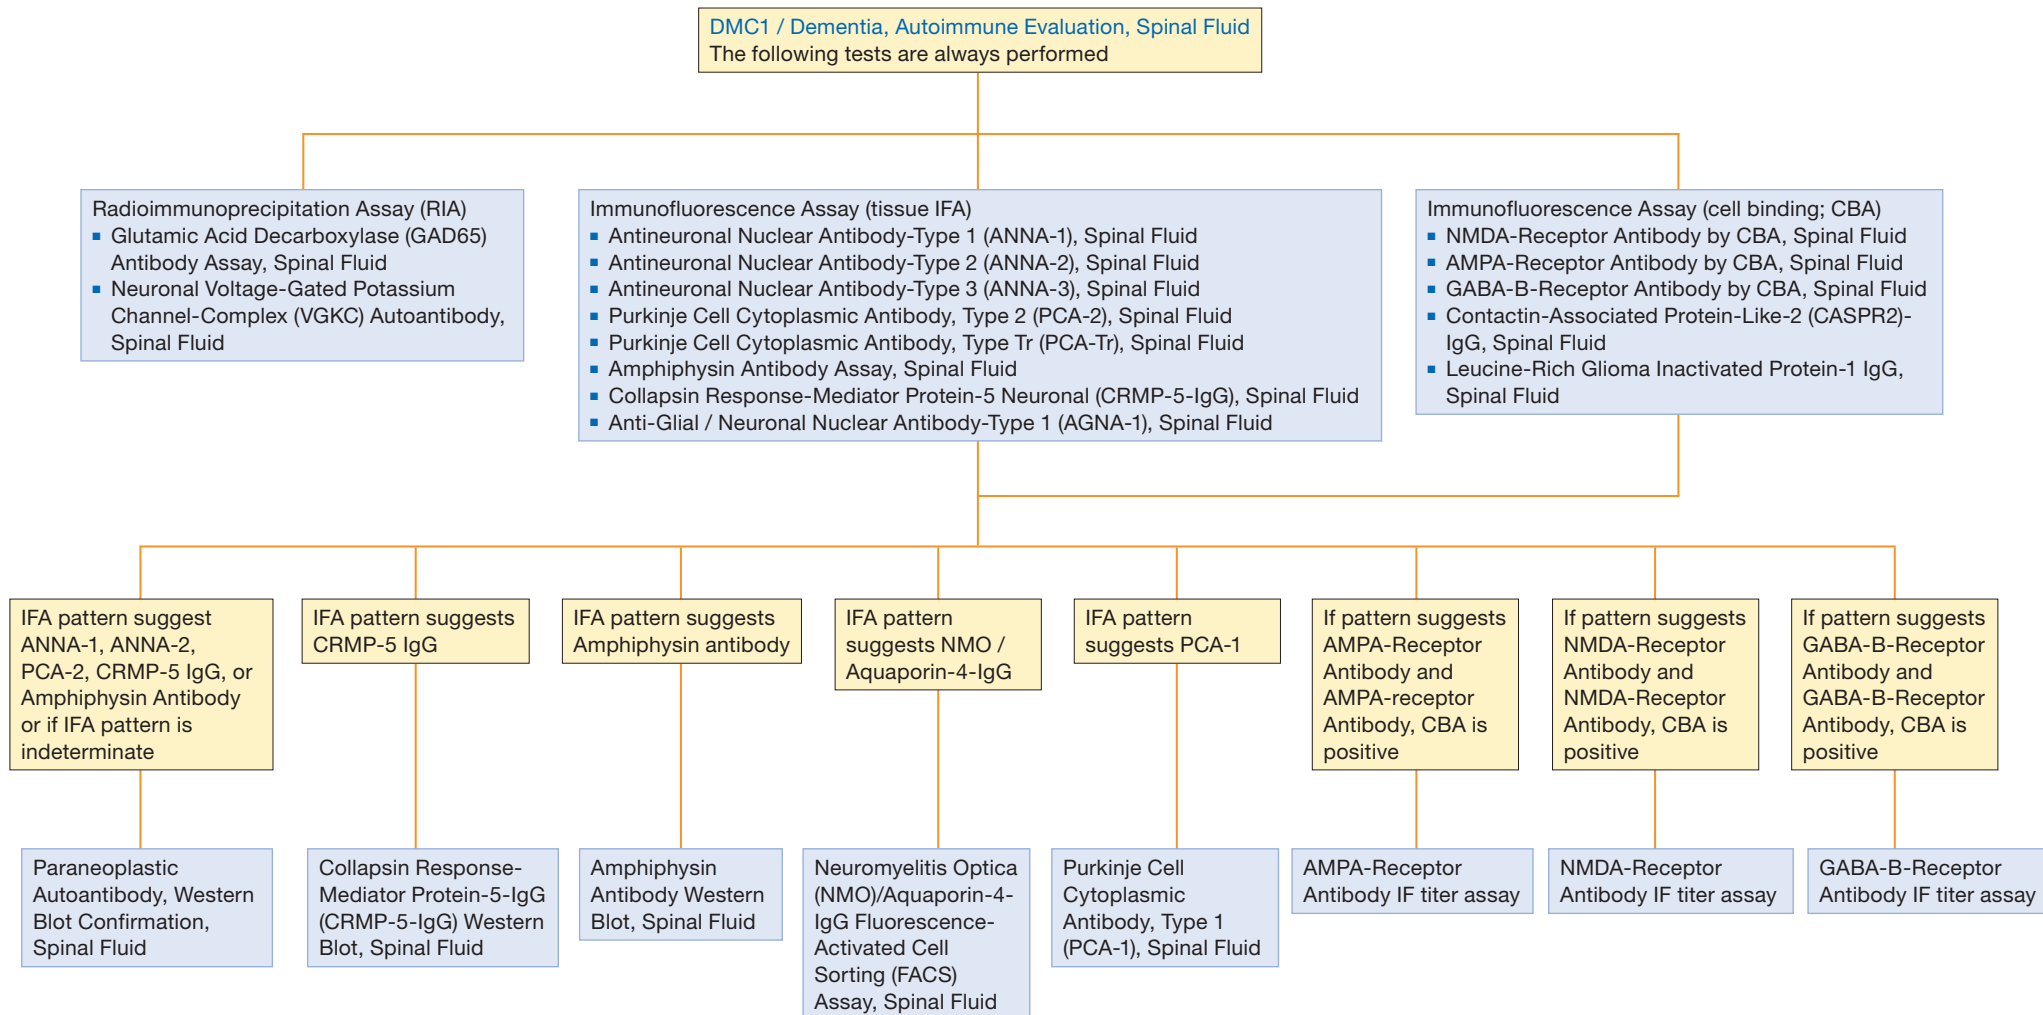 DMC1 / Dementia, Autoimmune Evaluation, Spinal Fluid
The following tests are always performed
Radioimmunoprecipitation Assay (RIA)
▪ Glutamic Acid Decarboxylase (GAD65)
Antibody Assay, Spinal Fluid
▪ Neuronal Voltage-Gated Potassium
Channel-Complex (VGKC) Autoantibody,
Spinal Fluid
Immunofluorescence Assay (tissue IFA)
▪ Antineuronal Nuclear Antibody-Type 1 (ANNA-1), Spinal Fluid
▪ Antineuronal Nuclear Antibody-Type 2 (ANNA-2), Spinal Fluid
▪ Antineuronal Nuclear Antibody-Type 3 (ANNA-3), Spinal Fluid
▪ Purkinje Cell Cytoplasmic Antibody, Type 2 (PCA-2), Spinal Fluid
▪ Purkinje Cell Cytoplasmic Antibody, Type Tr (PCA-Tr), Spinal Fluid
▪ Amphiphysin Antibody Assay, Spinal Fluid
▪ Collapsin Response-Mediator Protein-5 Neuronal (CRMP-5-IgG), Spinal Fluid
▪ Anti-Glial / Neuronal Nuclear Antibody-Type 1 (AGNA-1), Spinal Fluid
Immunofluorescence Assay (cell binding; CBA)
▪ NMDA-Receptor Antibody by CBA, Spinal Fluid
▪ AMPA-Receptor Antibody by CBA, Spinal Fluid
▪ GABA-B-Receptor Antibody by CBA, Spinal Fluid
▪ Contactin-Associated Protein-Like-2 (CASPR2)-
IgG, Spinal Fluid
▪ Leucine-Rich Glioma Inactivated Protein-1 IgG,
Spinal Fluid
IFA pattern suggest
ANNA-1, ANNA-2,
PCA-2, CRMP-5 IgG, or
Amphiphysin Antibody
or if IFA pattern is
indeterminate
IFA pattern suggests
CRMP-5 IgG
IFA pattern suggests
Amphiphysin antibody
IFA pattern
suggests NMO /
Aquaporin-4-IgG
IFA pattern
suggests PCA-1
If pattern suggests
AMPA-Receptor
Antibody and
AMPA-receptor
Antibody, CBA is
positive
If pattern suggests
NMDA-Receptor
Antibody and
NMDA-Receptor
Antibody, CBA is
positive
If pattern suggests
GABA-B-Receptor
Antibody and
GABA-B-Receptor
Antibody, CBA is
positive
Paraneoplastic
Autoantibody, Western
Blot Confirmation,
Spinal Fluid
Collapsin Response-
Mediator Protein-5-IgG
(CRMP-5-IgG) Western
Blot, Spinal Fluid
Amphiphysin
Antibody Western
Blot, Spinal Fluid
Neuromyelitis Optica
(NMO)/Aquaporin-4-
IgG Fluorescence-
Activated Cell
Sorting (FACS)
Assay, Spinal Fluid
Purkinje Cell
Cytoplasmic
Antibody, Type 1
(PCA-1), Spinal Fluid
AMPA-Receptor
Antibody IF titer assay
NMDA-Receptor
Antibody IF titer assay
GABA-B-Receptor
Antibody IF titer assay